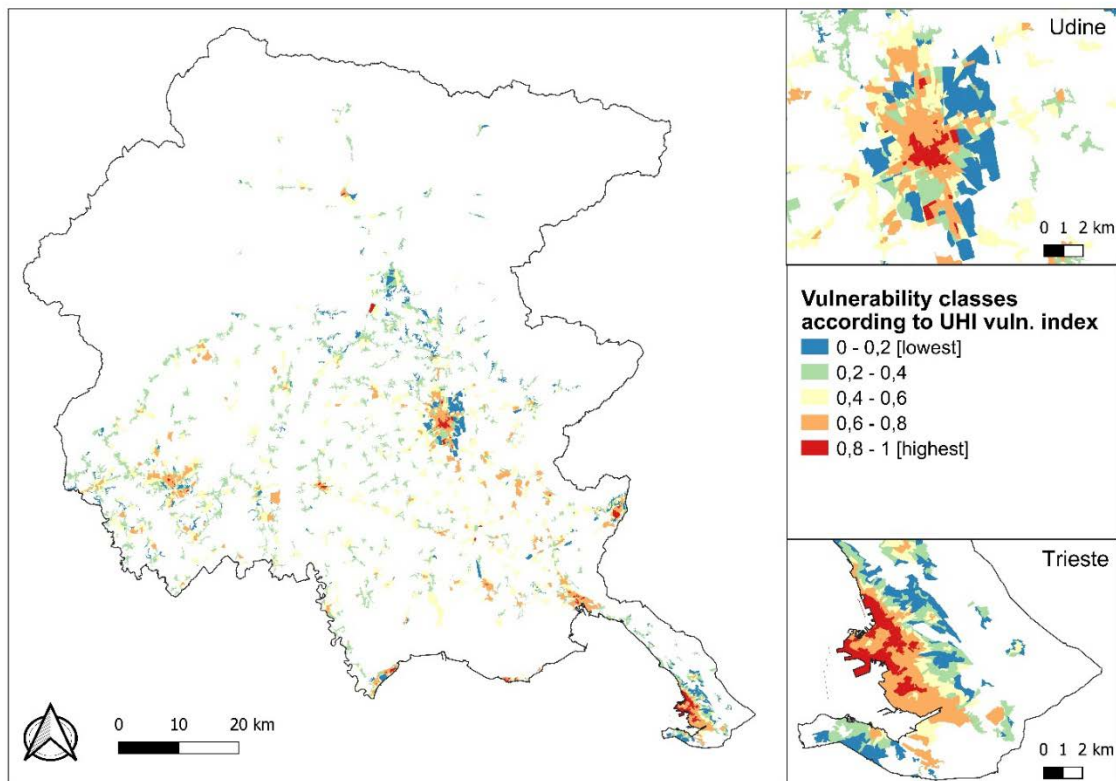 Udine
0 1 2 km
Vulnerability classes
according to UHI vuln. index
0 - 0,2 [lowest]
0,2 - 0,4
0,4 - 0,6
0,6 - 0,8
0,8 - 1 [highest]
Trieste
0 1 2 km
0 10 20 km